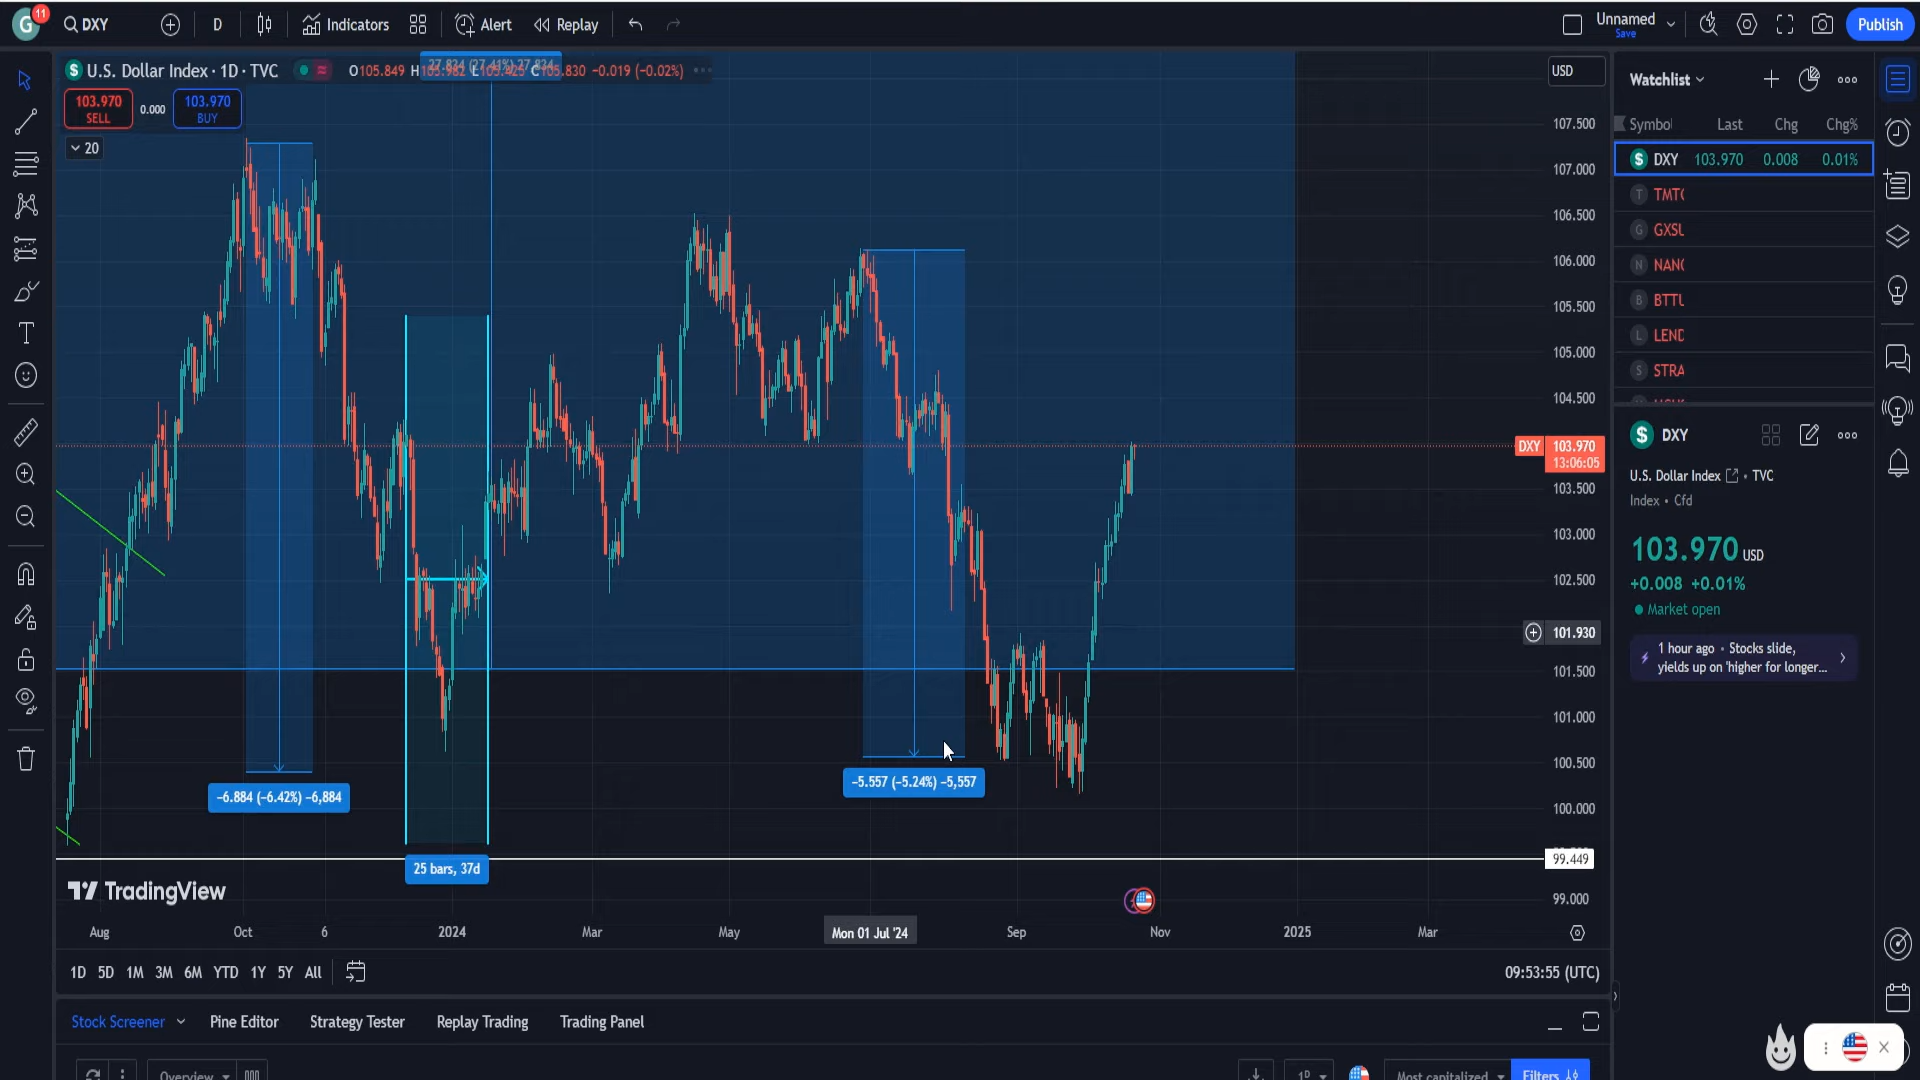 G
11
DXY
D
Indicators
Alert
Replay
Unnamed
Save
Publish
$ U.S. Dollar Index · 1D · TVC
O105.849
C105.830 −0.019 (−0.02%)
USD
103.970
SELL
0.000
103.970
BUY
20
107.500
107.000
106.500
106.000
105.500
105.000
104.500
DXY 103.970
13:06:05
103.500
103.000
102.500
101.930
101.500
101.000
100.500
100.000
99.449
99.000
−6.884 (−6.42%) −6,884
25 bars, 37d
−5.557 (−5.24%) −5,557
TradingView
Aug
Oct
6
2024
Mar
May
Mon 01 Jul '24
Sep
Nov
2025
Mar
1D 5D 1M 3M 6M YTD 1Y 5Y All
09:53:55 (UTC)
Stock Screener
Pine Editor
Strategy Tester
Replay Trading
Trading Panel
Overview
1D
Most capitalized
Filters
Watchlist
Symbol Last Chg Chg%
$ DXY 103.970 0.008 0.01%
T TMTC
G GXSU
N NANC
B BTTU
L LEND
S STRA
$ DXY
U.S. Dollar Index · TVC
Index · Cfd
103.970 USD
+0.008 +0.01%
Market open
1 hour ago · Stocks slide,
yields up on 'higher for longer...